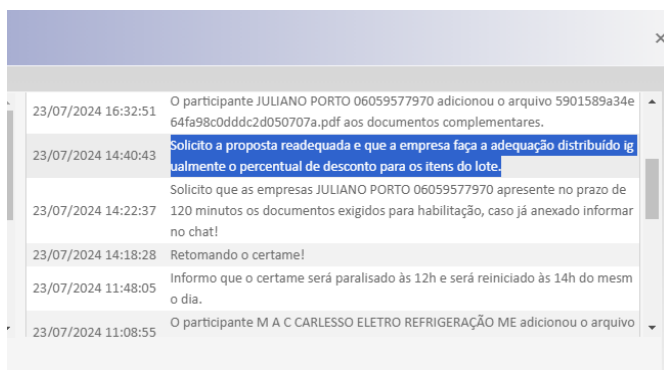 ×
23/07/2024 16:32:51
O participante JULIANO PORTO 06059577970 adicionou o arquivo 5901589a34e
64fa98c0dddc2d050707a.pdf aos documentos complementares.
23/07/2024 14:40:43
Solicito a proposta readequada e que a empresa faça a adequação distribuído ig
ualmente o percentual de desconto para os itens do lote.
23/07/2024 14:22:37
Solicito que as empresas JULIANO PORTO 06059577970 apresente no prazo de
120 minutos os documentos exigidos para habilitação, caso já anexado informar
no chat!
23/07/2024 14:18:28
Retomando o certame!
23/07/2024 11:48:05
Informo que o certame será paralisado às 12h e será reiniciado às 14h do mesm
o dia.
23/07/2024 11:08:55
O participante M A C CARLESSO ELETRO REFRIGERAÇÃO ME adicionou o arquivo